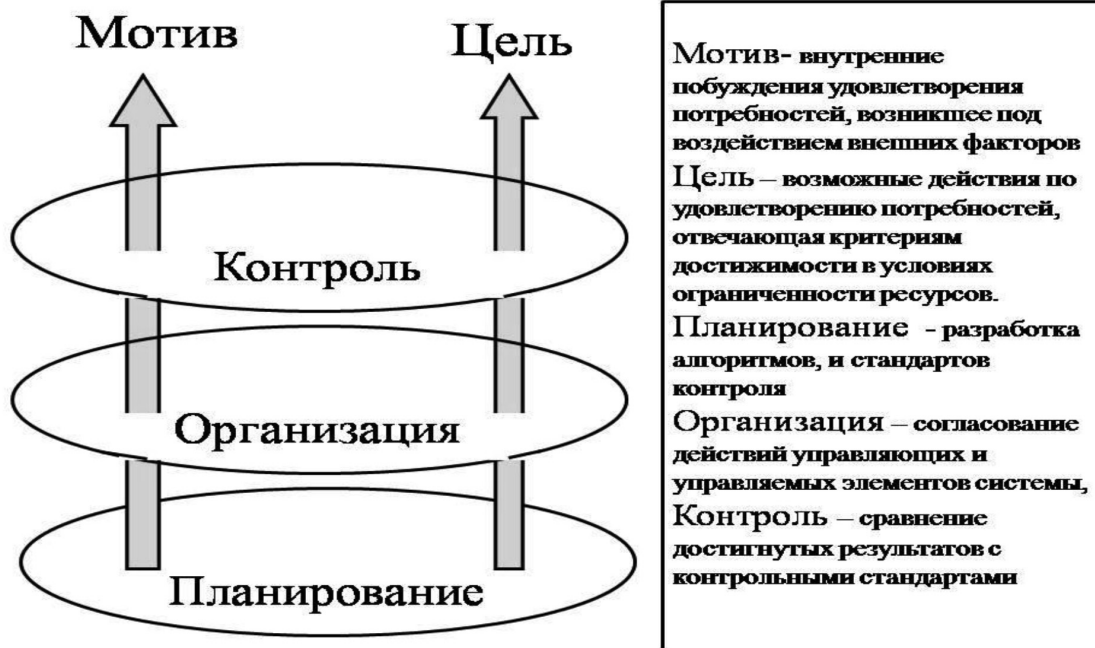 Мотив
Цель
Контроль
Организация
Планирование
Мотив- внутренние
побуждения удовлетворения
потребностей, возникшее под
воздействием внешних факторов
Цель – возможные действия по
удовлетворению потребностей,
отвечающая критериям
достижимости в условиях
ограниченности ресурсов.
Планирование - разработка
алгоритмов, и стандартов
контроля
Организация – согласование
действий управляющих и
управляемых элементов системы,
Контроль – сравнение
достигнутых результатов с
контрольными стандартами